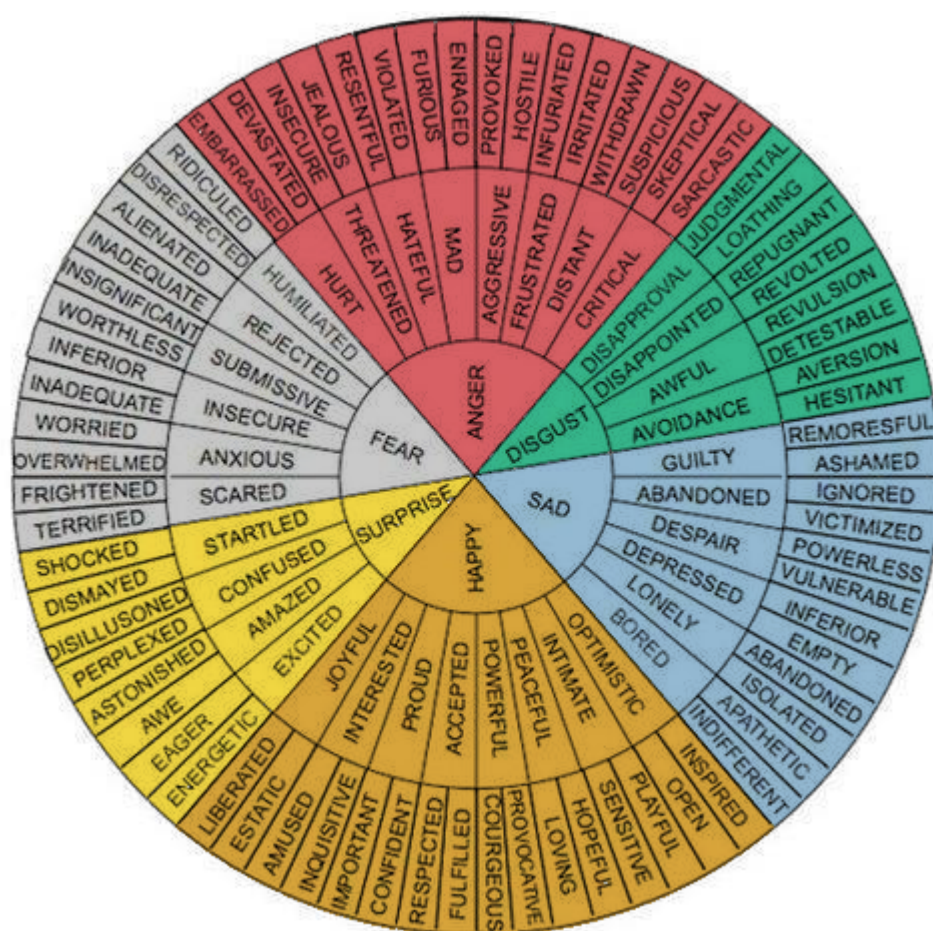 ANGER
DISGUST
SAD
HAPPY
SURPRISE
FEAR
HURT
THREATENED
HATEFUL
MAD
AGGRESSIVE
FRUSTRATED
DISTANT
CRITICAL
DISAPPROVAL
DISAPPOINTED
AWFUL
AVOIDANCE
GUILTY
ABANDONED
DESPAIR
DEPRESSED
LONELY
BORED
OPTIMISTIC
INTIMATE
PEACEFUL
POWERFUL
ACCEPTED
PROUD
INTERESTED
JOYFUL
EXCITED
AMAZED
CONFUSED
STARTLED
SCARED
ANXIOUS
INSECURE
SUBMISSIVE
REJECTED
HUMILIATED
EMBARRASSED
DEVASTATED
INSECURE
JEALOUS
RESENTFUL
VIOLATED
FURIOUS
ENRAGED
PROVOKED
HOSTILE
INFURIATED
IRRITATED
WITHDRAWN
SUSPICIOUS
SKEPTICAL
SARCASTIC
JUDGMENTAL
LOATHING
REPUGNANT
REVOLTED
REVULSION
DETESTABLE
AVERSION
HESITANT
REMORESFUL
ASHAMED
IGNORED
VICTIMIZED
POWERLESS
VULNERABLE
INFERIOR
EMPTY
ABANDONED
ISOLATED
APATHETIC
INDIFFERENT
INSPIRED
OPEN
PLAYFUL
SENSITIVE
HOPEFUL
LOVING
PROVOCATIVE
COURGEOUS
FULFILLED
RESPECTED
CONFIDENT
IMPORTANT
INQUISITIVE
AMUSED
ESTATIC
LIBERATED
ENERGETIC
EAGER
AWE
ASTONISHED
PERPLEXED
DISILLUSONED
DISMAYED
SHOCKED
TERRIFIED
FRIGHTENED
OVERWHELMED
WORRIED
INADEQUATE
INFERIOR
WORTHLESS
INSIGNIFICANT
INADEQUATE
ALIENATED
DISRESPECTED
RIDICULED